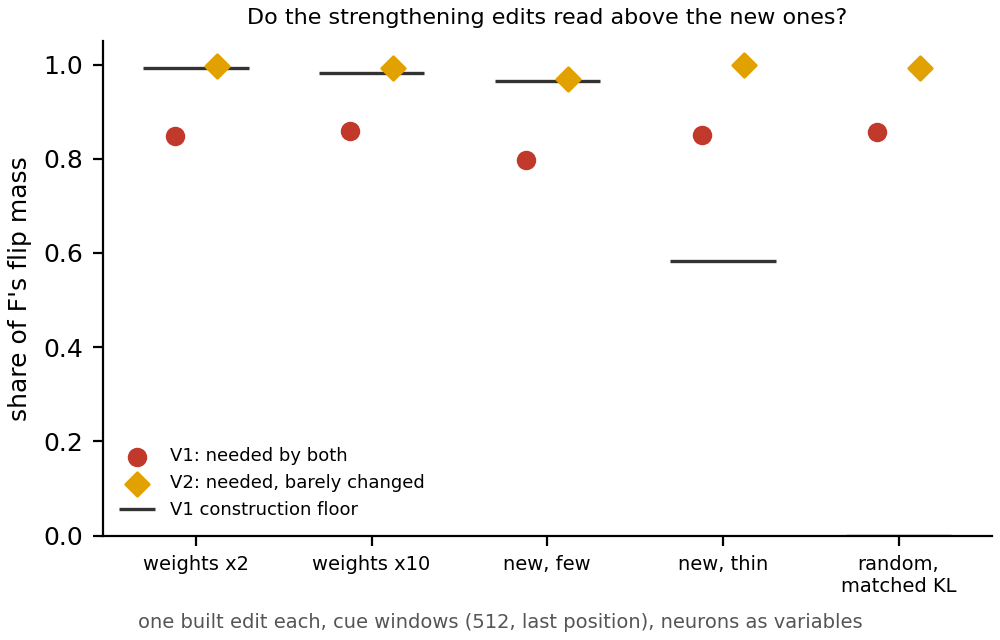 Do the strengthening edits read above the new ones?
share of F's flip mass
1.0
0.8
0.6
0.4
0.2
0.0
V1: needed by both
V2: needed, barely changed
V1 construction floor
weights x2
weights x10
new, few
new, thin
random,
matched KL
one built edit each, cue windows (512, last position), neurons as variables